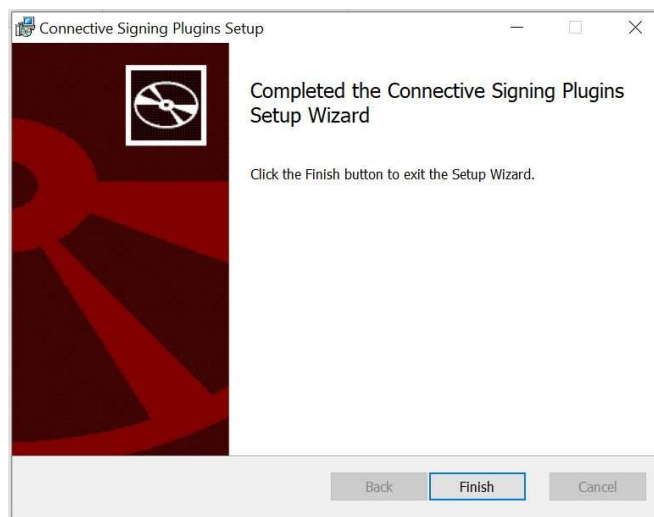 Connective Signing Plugins Setup
Completed the Connective Signing Plugins
Setup Wizard
Click the Finish button to exit the Setup Wizard.
Back
Finish
Cancel